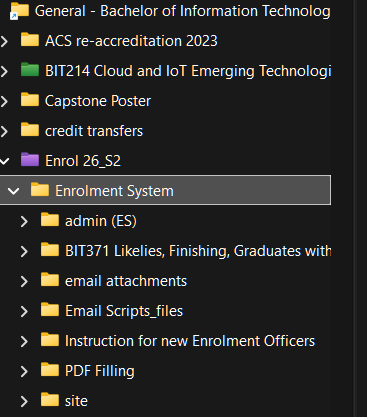 General - Bachelor of Information Technolog
ACS re-accreditation 2023
BIT214 Cloud and IoT Emerging Technologi
Capstone Poster
credit transfers
Enrol 26_S2
Enrolment System
admin (ES)
BIT371 Likelies, Finishing, Graduates with
email attachments
Email Scripts_files
Instruction for new Enrolment Officers
PDF Filling
site